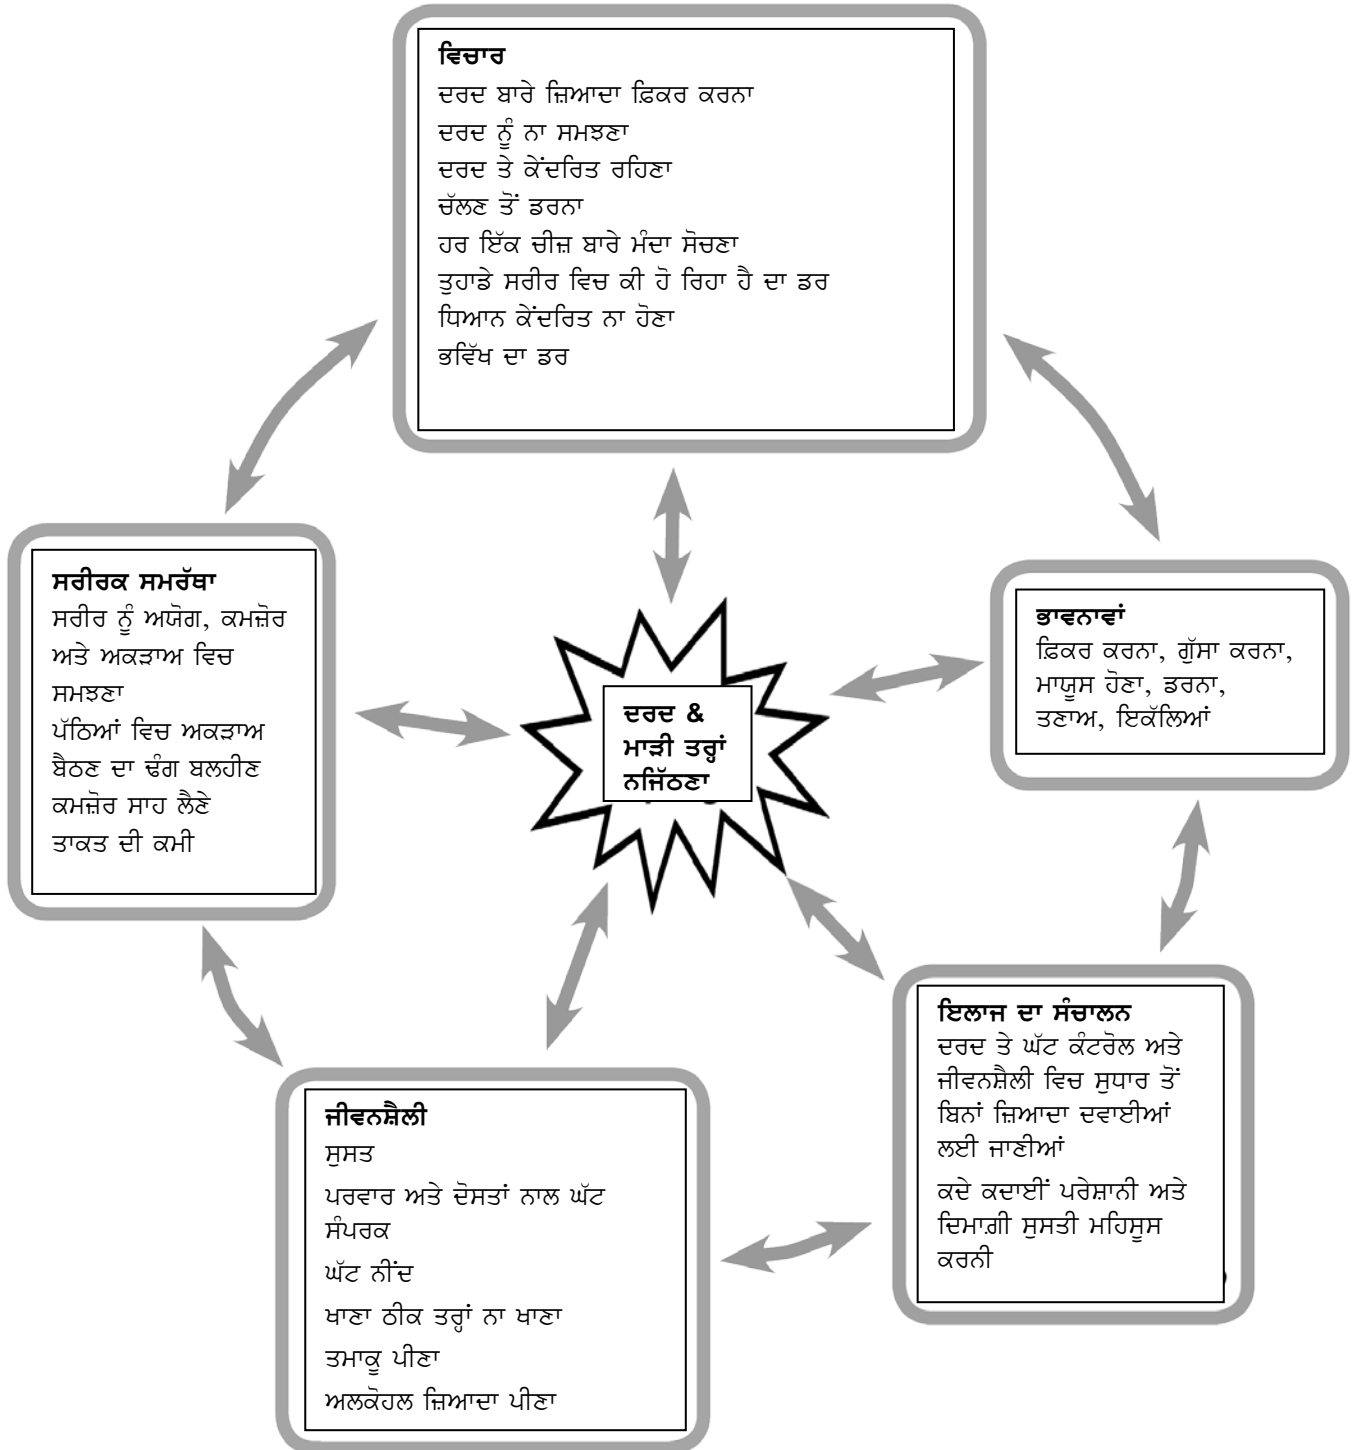 ਵਿਚਾਰ
ਦਰਦ ਬਾਰੇ ਜ਼ਿਆਦਾ ਫ਼ਿਕਰ ਕਰਨਾ
ਦਰਦ ਨੂੰ ਨਾ ਸਮਝਣਾ
ਦਰਦ ਤੇ ਕੇਂਦਰਿਤ ਰਹਿਣਾ
ਚੱਲਣ ਤੋਂ ਡਰਨਾ
ਹਰ ਇੱਕ ਚੀਜ਼ ਬਾਰੇ ਮੰਦਾ ਸੋਚਣਾ
ਤੁਹਾਡੇ ਸਰੀਰ ਵਿਚ ਕੀ ਹੋ ਰਿਹਾ ਹੈ ਦਾ ਡਰ
ਧਿਆਨ ਕੇਂਦਰਿਤ ਨਾ ਹੋਣਾ
ਭਵਿੱਖ ਦਾ ਡਰ
ਸਰੀਰਕ ਸਮਰੱਥਾ
ਸਰੀਰ ਨੂੰ ਅਯੋਗ, ਕਮਜ਼ੋਰ
ਅਤੇ ਅਕੜਾਅ ਵਿਚ
ਸਮਝਣਾ
ਪੱਠਿਆਂ ਵਿਚ ਅਕੜਾਅ
ਬੈਠਣ ਦਾ ਢੰਗ ਬਲਹੀਣ
ਕਮਜ਼ੋਰ ਸਾਹ ਲੈਣੇ
ਤਾਕਤ ਦੀ ਕਮੀ
ਦਰਦ &
ਮਾੜੀ ਤਰ੍ਹਾਂ
ਨਜਿੱਠਣਾ
ਭਾਵਨਾਵਾਂ
ਫ਼ਿਕਰ ਕਰਨਾ, ਗੁੱਸਾ ਕਰਨਾ,
ਮਾਯੂਸ ਹੋਣਾ, ਡਰਨਾ,
ਤਣਾਅ, ਇਕੱਲਿਆਂ
ਇਲਾਜ ਦਾ ਸੰਚਾਲਨ
ਦਰਦ ਤੇ ਘੱਟ ਕੰਟਰੋਲ ਅਤੇ
ਜੀਵਨਸ਼ੈਲੀ ਵਿਚ ਸੁਧਾਰ ਤੋਂ
ਬਿਨਾਂ ਜ਼ਿਆਦਾ ਦਵਾਈਆਂ
ਲਈ ਜਾਣੀਆਂ
ਕਦੇ ਕਦਾਈਂ ਪਰੇਸ਼ਾਨੀ ਅਤੇ
ਦਿਮਾਗ਼ੀ ਸੁਸਤੀ ਮਹਿਸੂਸ
ਕਰਨੀ
ਜੀਵਨਸ਼ੈਲੀ
ਸੁਸਤ
ਪਰਵਾਰ ਅਤੇ ਦੋਸਤਾਂ ਨਾਲ ਘੱਟ
ਸੰਪਰਕ
ਘੱਟ ਨੀਂਦ
ਖਾਣਾ ਠੀਕ ਤਰ੍ਹਾਂ ਨਾ ਖਾਣਾ
ਤਮਾਕੂ ਪੀਣਾ
ਅਲਕੋਹਲ ਜ਼ਿਆਦਾ ਪੀਣਾ